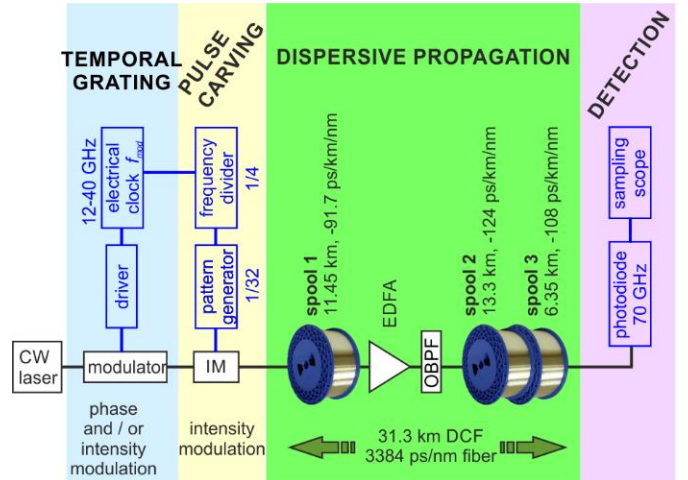 TEMPORAL
GRATING
PULSE
CARVING
DISPERSIVE PROPAGATION
DETECTION
12-40 GHz
electrical
clock f_mod
frequency
divider
1/4
driver
pattern
generator
1/32
spool 1
11.45 km, -91.7 ps/km/nm
EDFA
OBPF
spool 2
13.3 km, -124 ps/km/nm
spool 3
6.35 km, -108 ps/km/nm
sampling
scope
photodiode
70 GHz
CW
laser
modulator
IM
phase
and / or
intensity
modulation
intensity
modulation
31.3 km DCF
3384 ps/nm fiber